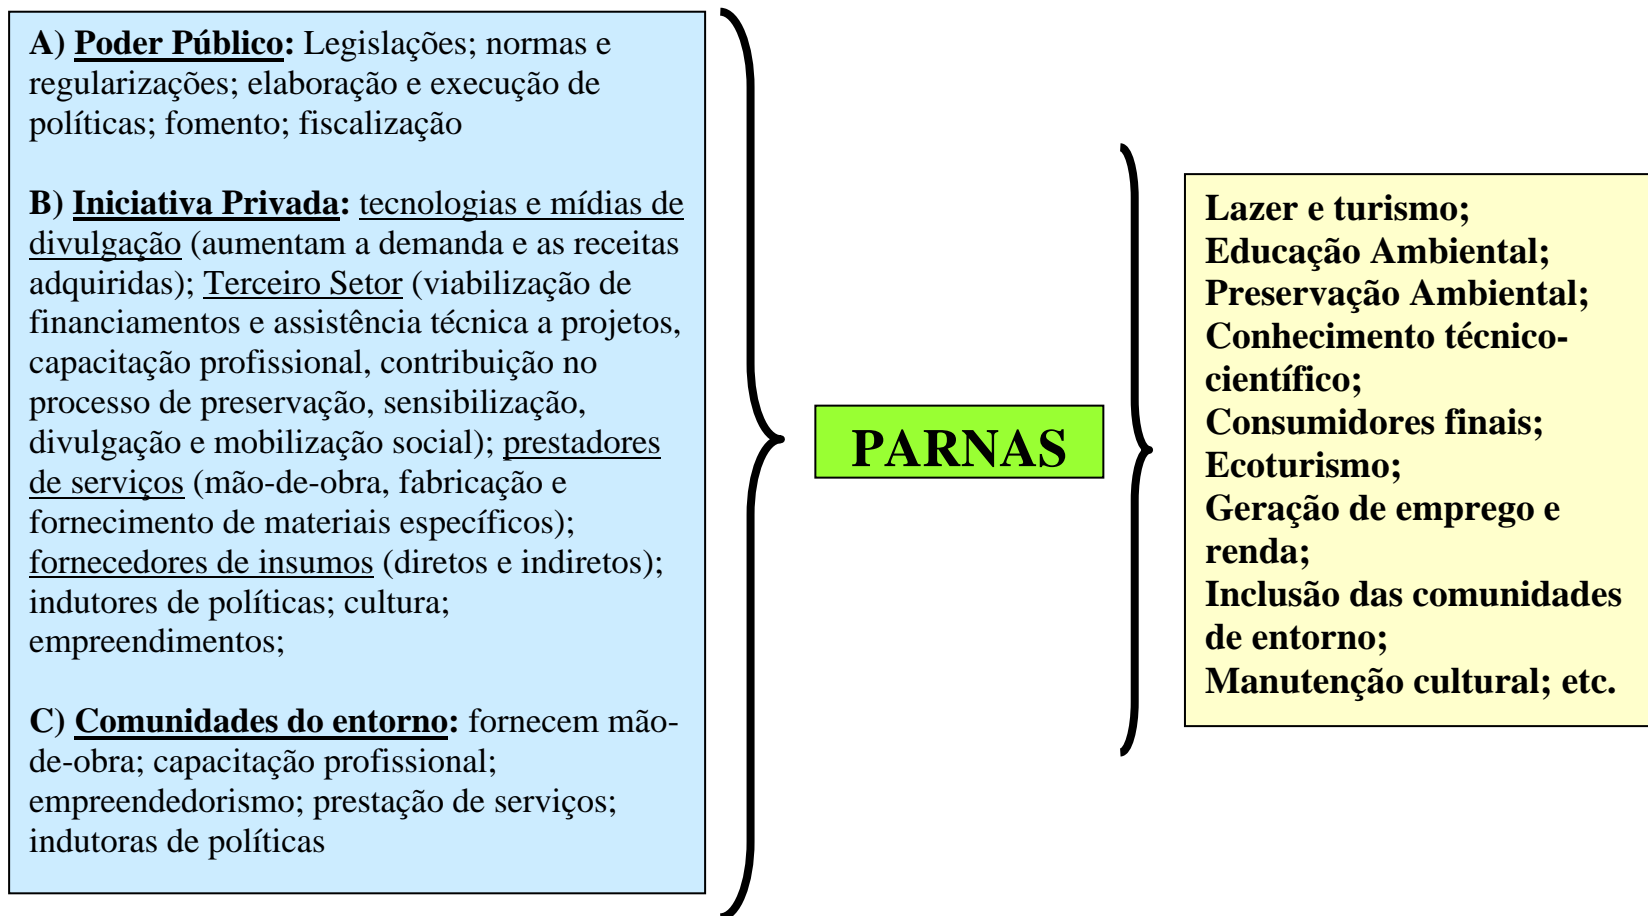 A) Poder Público: Legislações; normas e
regularizações; elaboração e execução de
políticas; fomento; fiscalização
B) Iniciativa Privada: tecnologias e mídias de
divulgação (aumentam a demanda e as receitas
adquiridas); Terceiro Setor (viabilização de
financiamentos e assistência técnica a projetos,
capacitação profissional, contribuição no
processo de preservação, sensibilização,
divulgação e mobilização social); prestadores
de serviços (mão-de-obra, fabricação e
fornecimento de materiais específicos);
fornecedores de insumos (diretos e indiretos);
indutores de políticas; cultura;
empreendimentos;
C) Comunidades do entorno: fornecem mão-
de-obra; capacitação profissional;
empreendedorismo; prestação de serviços;
indutoras de políticas
PARNAS
Lazer e turismo;
Educação Ambiental;
Preservação Ambiental;
Conhecimento técnico-
científico;
Consumidores finais;
Ecoturismo;
Geração de emprego e
renda;
Inclusão das comunidades
de entorno;
Manutenção cultural; etc.